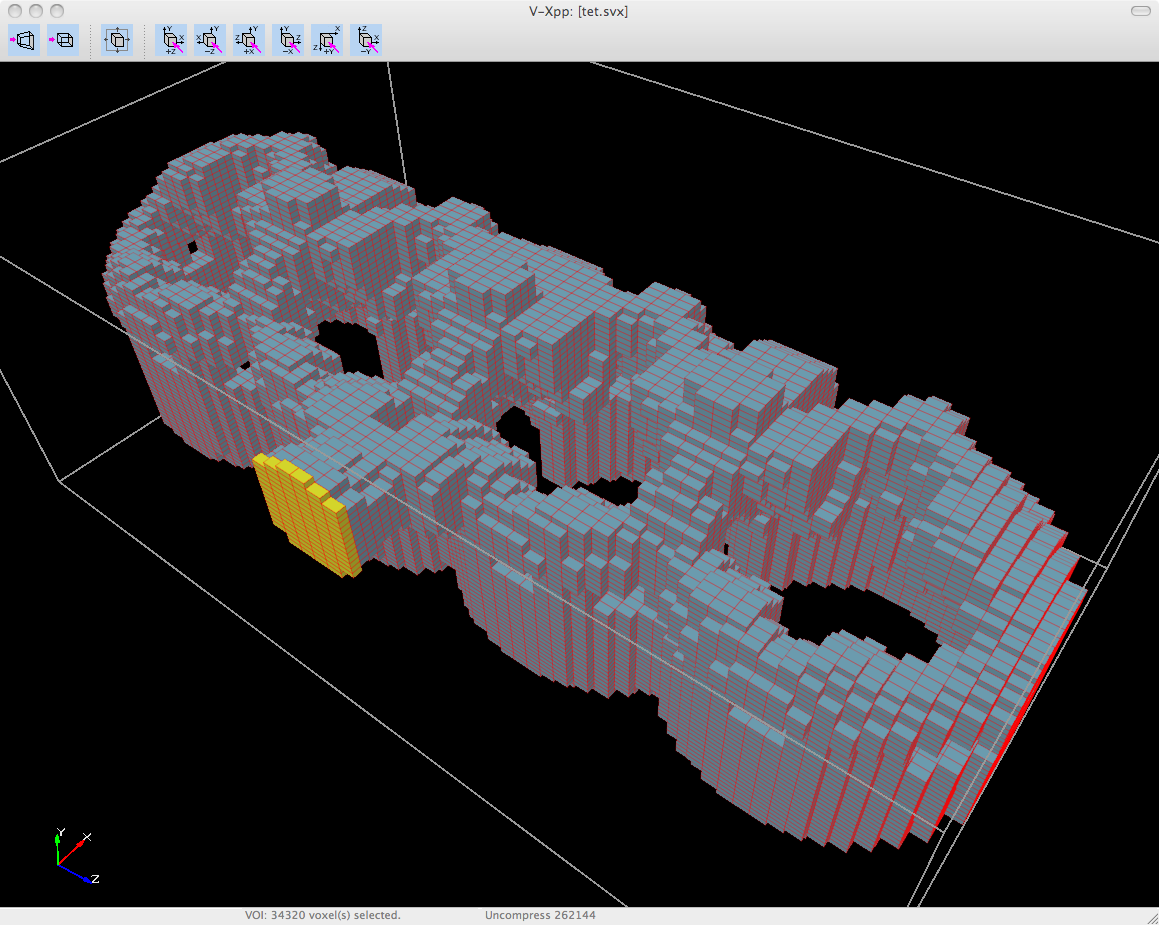 V-Xpp: [tet.svx]
Y X +Z
Y X -Z
Z Y +X
Y Z -X
X Z +Y
Z X -Y
Y X Z
VOI: 34320 voxel(s) selected. Uncompress 262144